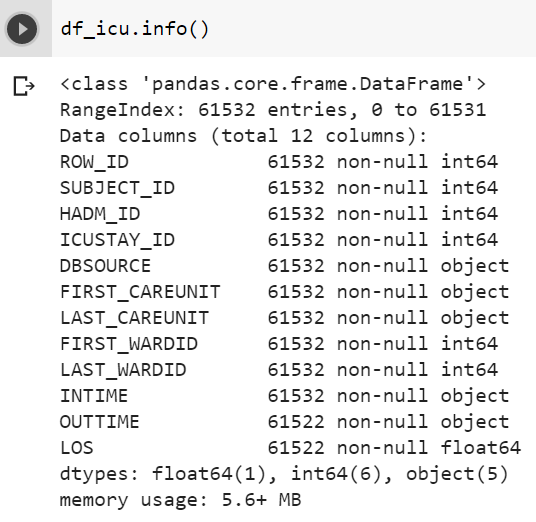 df_icu.info()
<class 'pandas.core.frame.DataFrame'>
RangeIndex: 61532 entries, 0 to 61531
Data columns (total 12 columns):
ROW_ID            61532 non-null int64
SUBJECT_ID        61532 non-null int64
HADM_ID           61532 non-null int64
ICUSTAY_ID        61532 non-null int64
DBSOURCE          61532 non-null object
FIRST_CAREUNIT    61532 non-null object
LAST_CAREUNIT     61532 non-null object
FIRST_WARDID      61532 non-null int64
LAST_WARDID       61532 non-null int64
INTIME            61532 non-null object
OUTTIME           61522 non-null object
LOS               61522 non-null float64
dtypes: float64(1), int64(6), object(5)
memory usage: 5.6+ MB